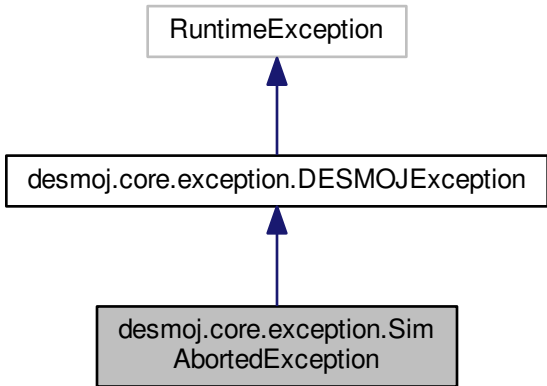 RuntimeException
desmoj.core.exception.DESMOJException
desmoj.core.exception.Sim
AbortedException